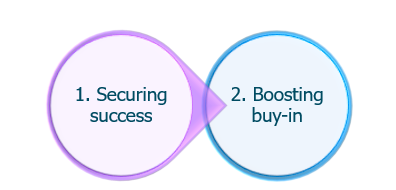 1. Securing
success
2. Boosting
buy-in